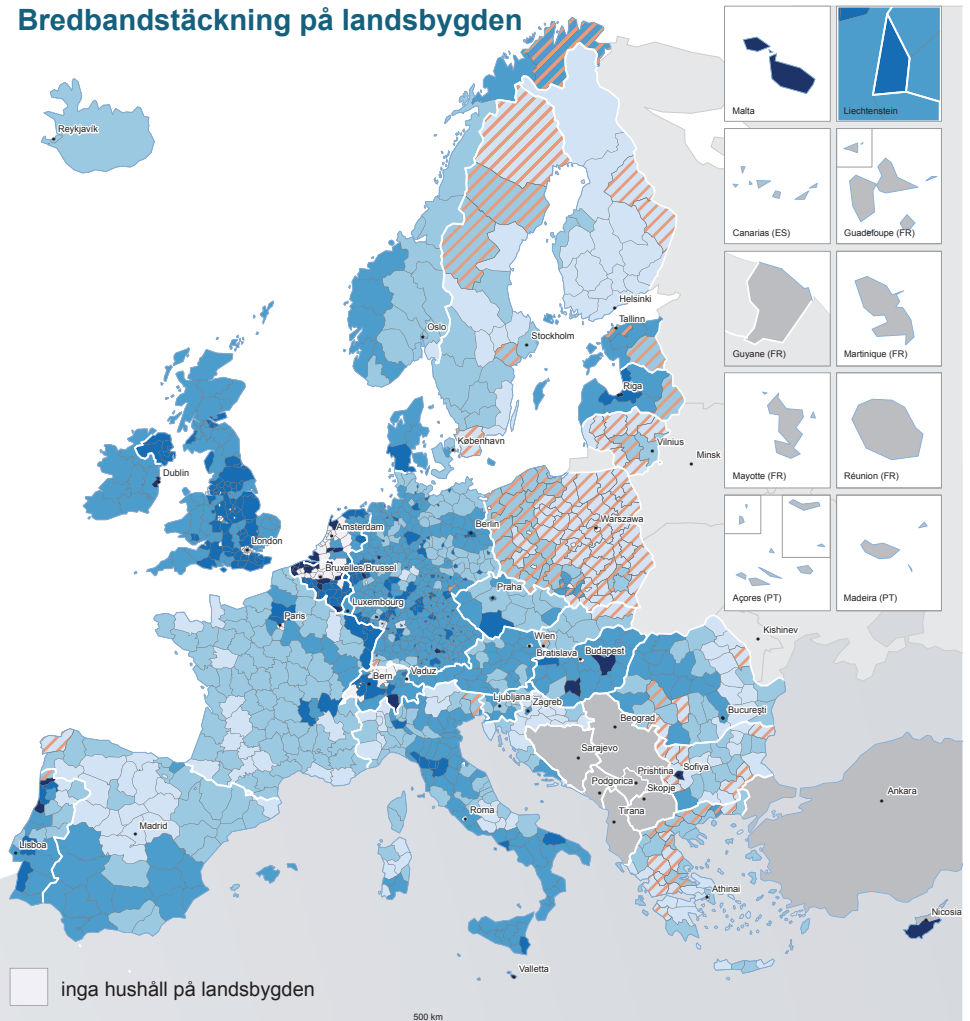 Bredbandstäckning på landsbygden
Reykjavík
Malta
Liechtenstein
Canarias (ES)
Guadeloupe (FR)
Guyane (FR)
Martinique (FR)
Mayotte (FR)
Réunion (FR)
Açores (PT)
Madeira (PT)
Helsinki
Tallinn
Oslo
Stockholm
Riga
København
Vilnius
Minsk
Dublin
Amsterdam
Berlin
Warszawa
London
Bruxelles/Brussel
Praha
Luxembourg
Paris
Kishinev
Wien
Bratislava
Budapest
Bern
Vaduz
Ljubljana
Zagreb
Bucureşti
Beograd
Sarajevo
Prishtina
Sofiya
Podgorica
Skopje
Ankara
Tirana
Roma
Madrid
Lisboa
Athinai
Nicosia
Valletta
inga hushåll på landsbygden
500 km